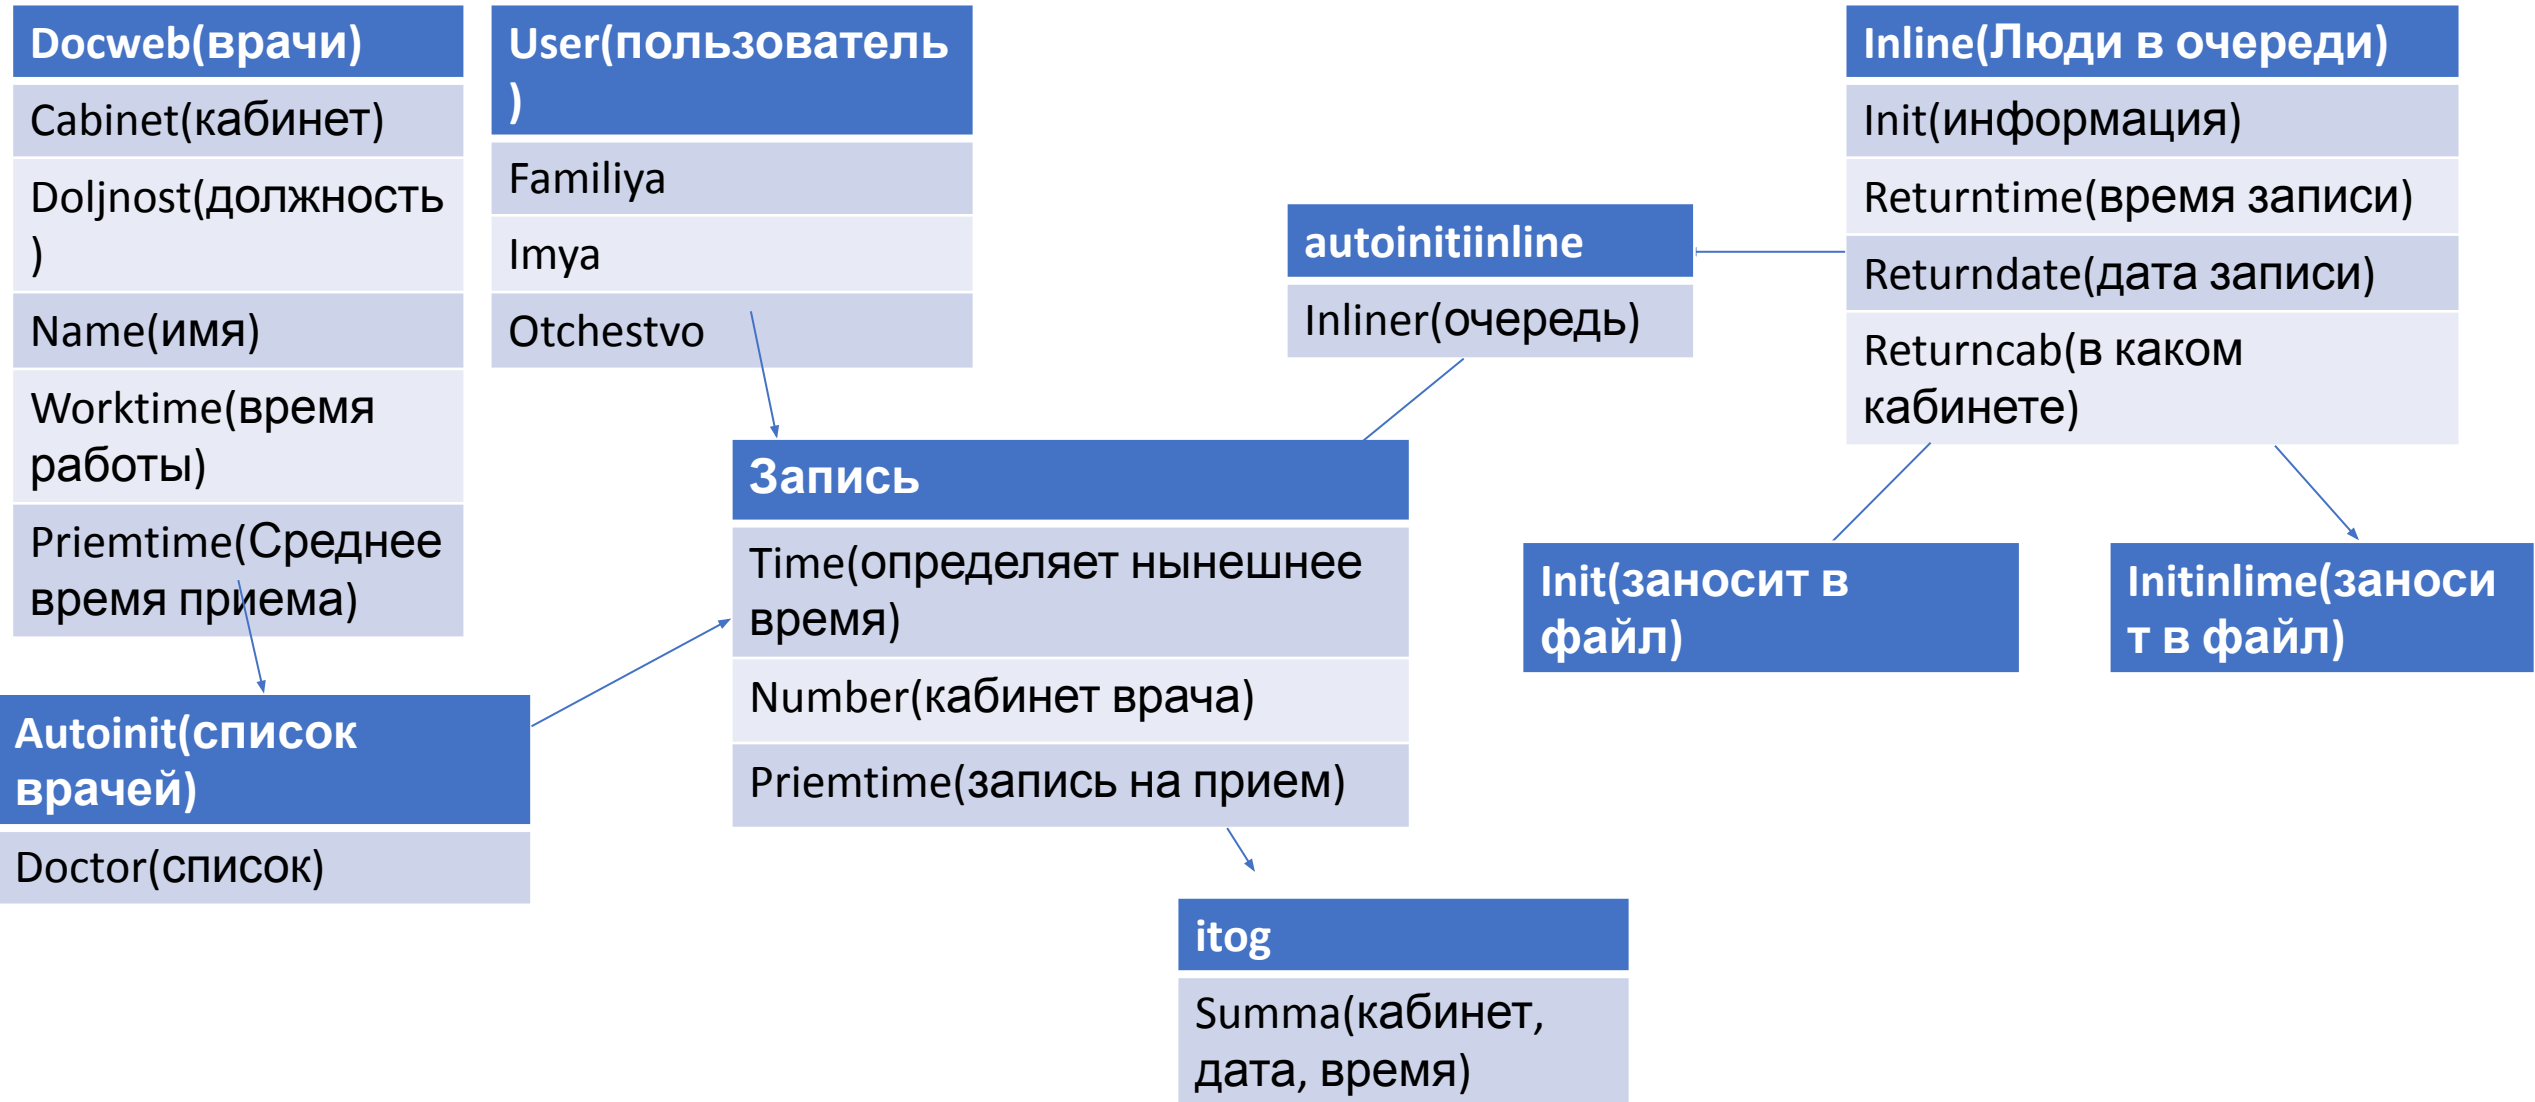 Docweb(врачи)
Cabinet(кабинет)
Doljnost(должность
)
Name(имя)
Worktime(время
работы)
Priemtime(Среднее
время приема)
User(пользователь
)
Familiya
Imya
Otchestvo
autoinitiinline
Inliner(очередь)
Inline(Люди в очереди)
Init(информация)
Returntime(время записи)
Returndate(дата записи)
Returncab(в каком
кабинете)
Запись
Time(определяет нынешнее
время)
Number(кабинет врача)
Priemtime(запись на прием)
Init(заносит в
файл)
Initinlime(заноси
т в файл)
Autoinit(список
врачей)
Doctor(список)
itog
Summa(кабинет,
дата, время)